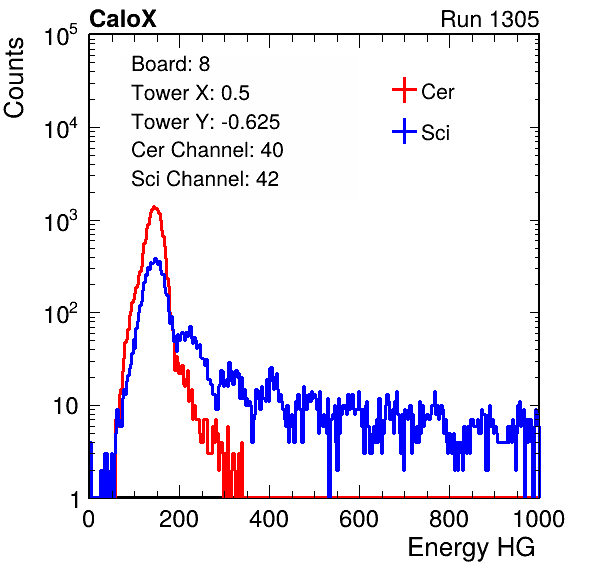 CaloX Run 1305
Counts
Board: 8
Tower X: 0.5
Tower Y: -0.625
Cer Channel: 40
Sci Channel: 42
Cer
Sci
10^5
10^4
10^3
10^2
10
1
0 200 400 600 800 1000
Energy HG